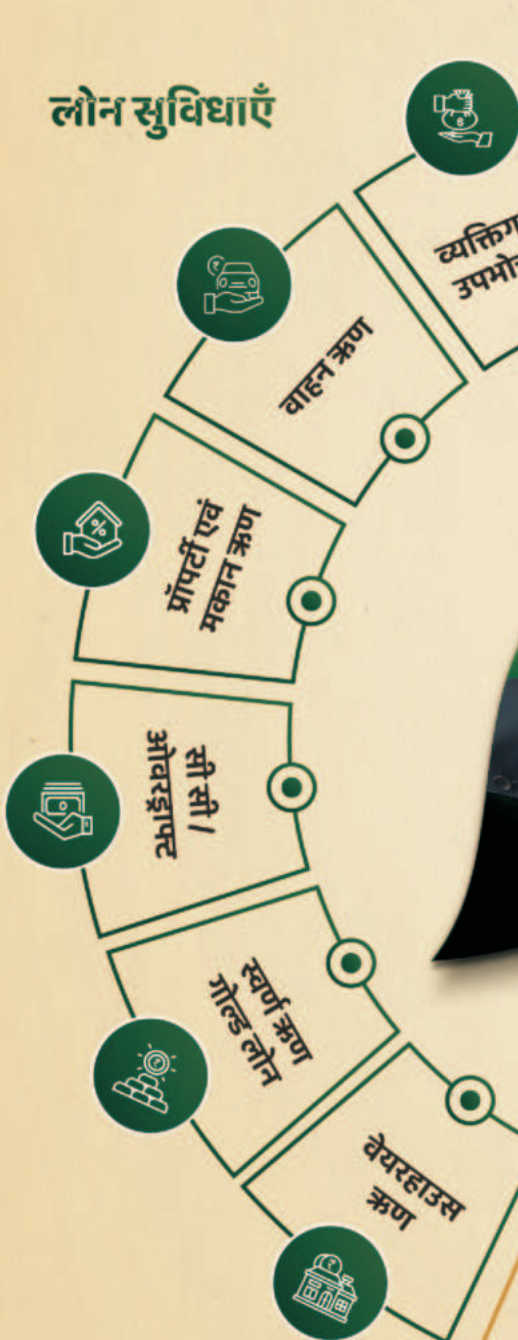 लोन सुविधाएँ
वाहन ऋण
प्रॉपर्टी एवं
मकान ऋण
सी सी /
ओवरड्राफ्ट
स्वर्ण ऋण
गोल्ड लोन
वेयरहाउस
ऋण